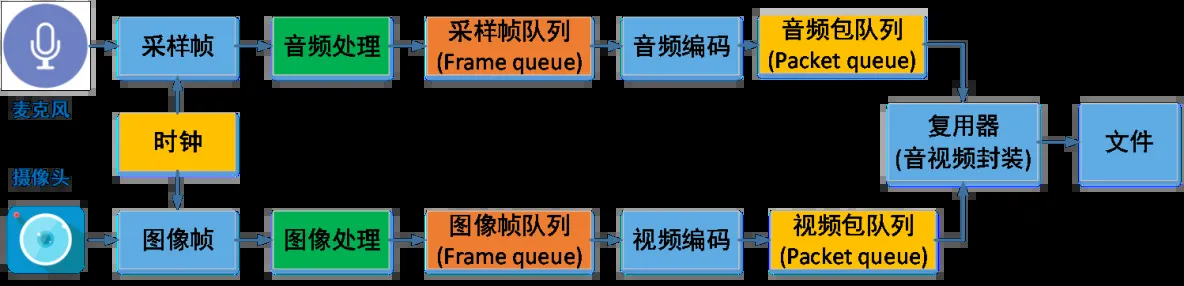 采样帧
音频处理
采样帧队列
(Frame queue)
音频编码
音频包队列
(Packet queue)
麦克风
时钟
复用器
(音视频封装)
文件
摄像头
图像帧
图像处理
图像帧队列
(Frame queue)
视频编码
视频包队列
(Packet queue)